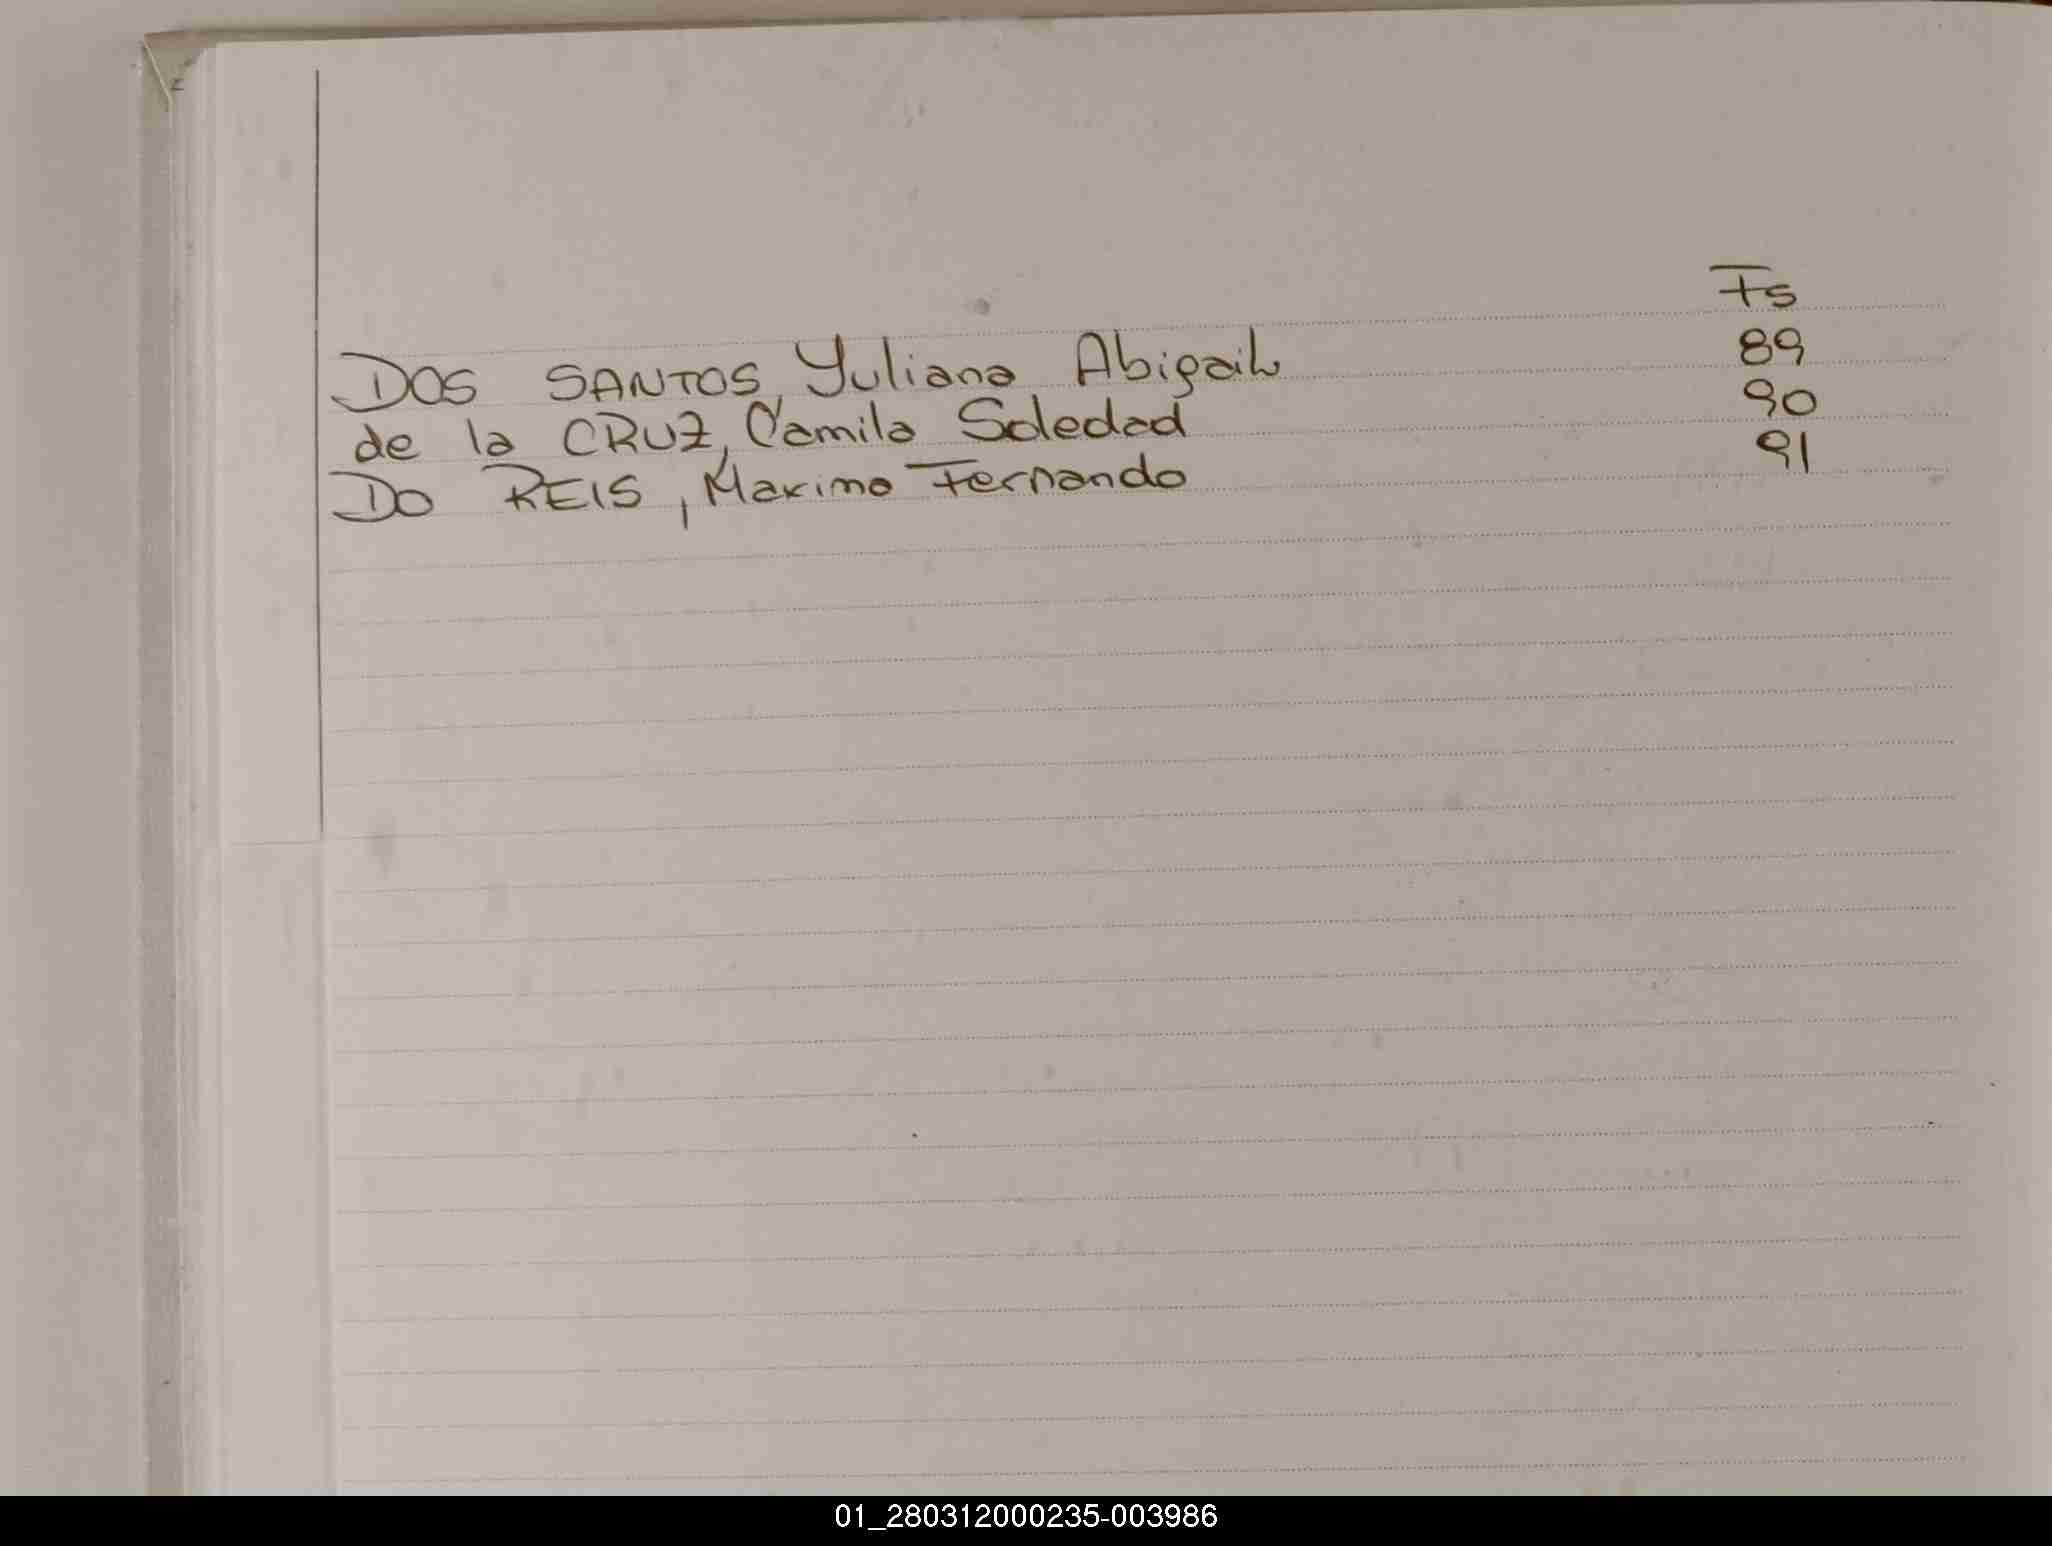 Fs
DOS SANTOS, Yuliana Abigail 89
de la CRUZ, Camila Soledad 90
DO REIS, Maximo Fernando 91
01_280312000235-003986